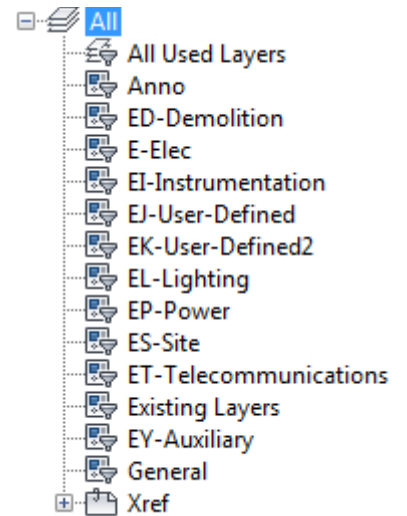 All
All Used Layers
Anno
ED-Demolition
E-Elec
EI-Instrumentation
EJ-User-Defined
EK-User-Defined2
EL-Lighting
EP-Power
ES-Site
ET-Telecommunications
Existing Layers
EY-Auxiliary
General
Xref